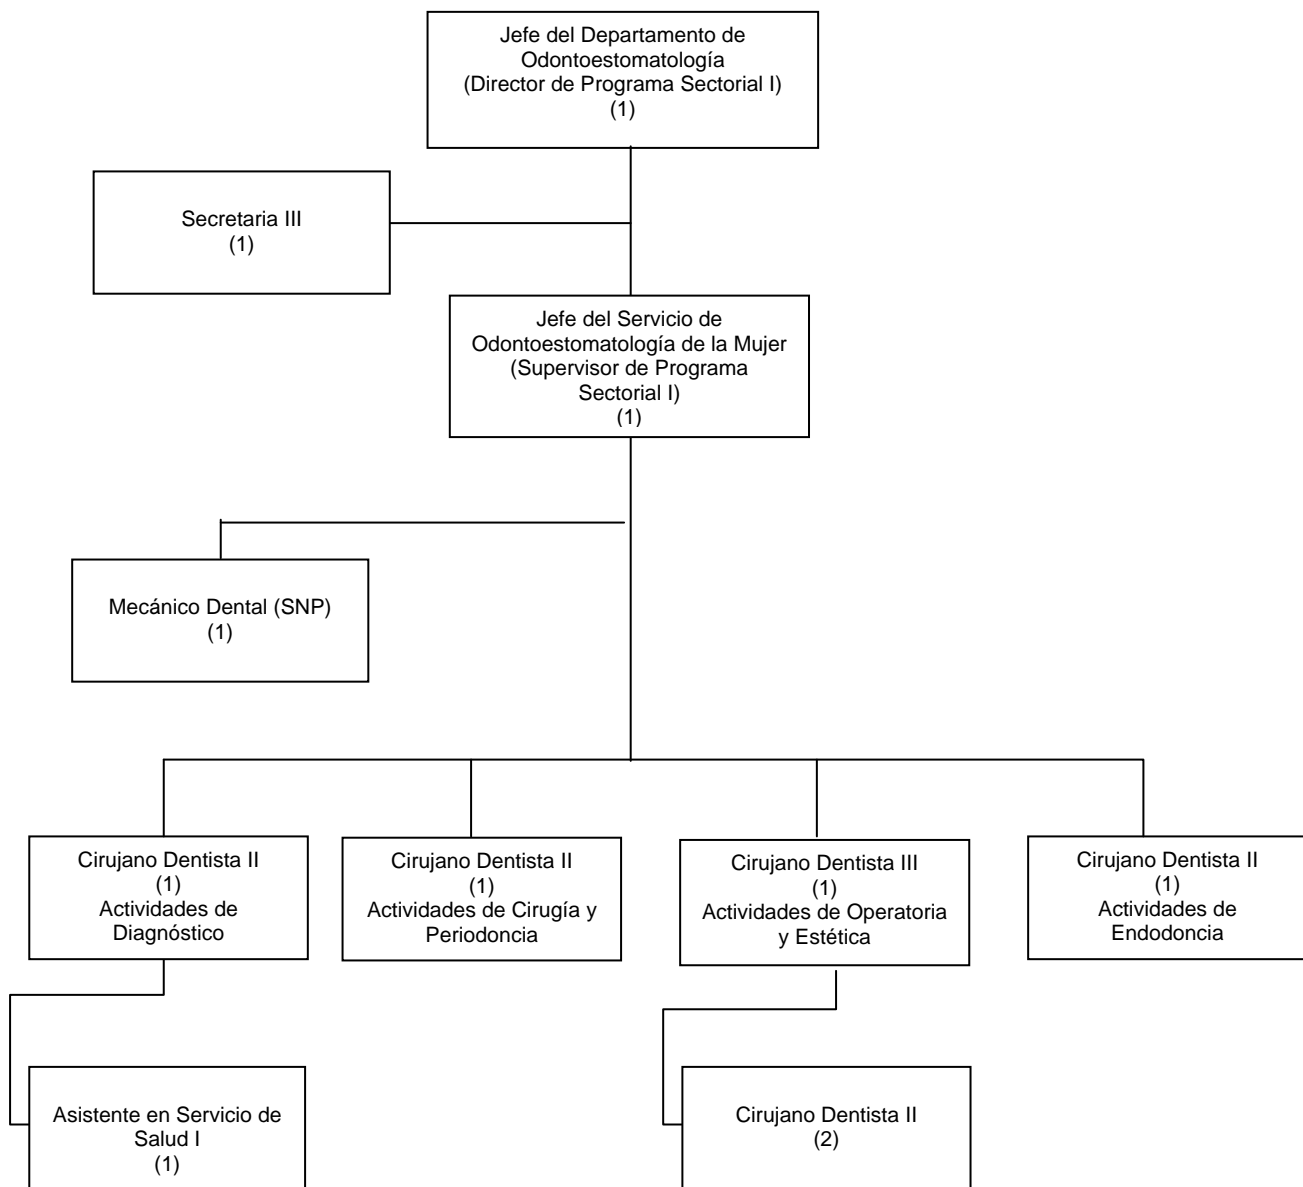 Jefe del Departamento de
Odontoestomatología
(Director de Programa Sectorial I)
(1)
Secretaria III
(1)
Jefe del Servicio de
Odontoestomatología de la Mujer
(Supervisor de Programa
Sectorial I)
(1)
Mecánico Dental (SNP)
(1)
Cirujano Dentista II
(1)
Actividades de
Diagnóstico
Cirujano Dentista II
(1)
Actividades de Cirugía y
Periodoncia
Cirujano Dentista III
(1)
Actividades de Operatoria
y Estética
Cirujano Dentista II
(1)
Actividades de
Endodoncia
Asistente en Servicio de
Salud I
(1)
Cirujano Dentista II
(2)